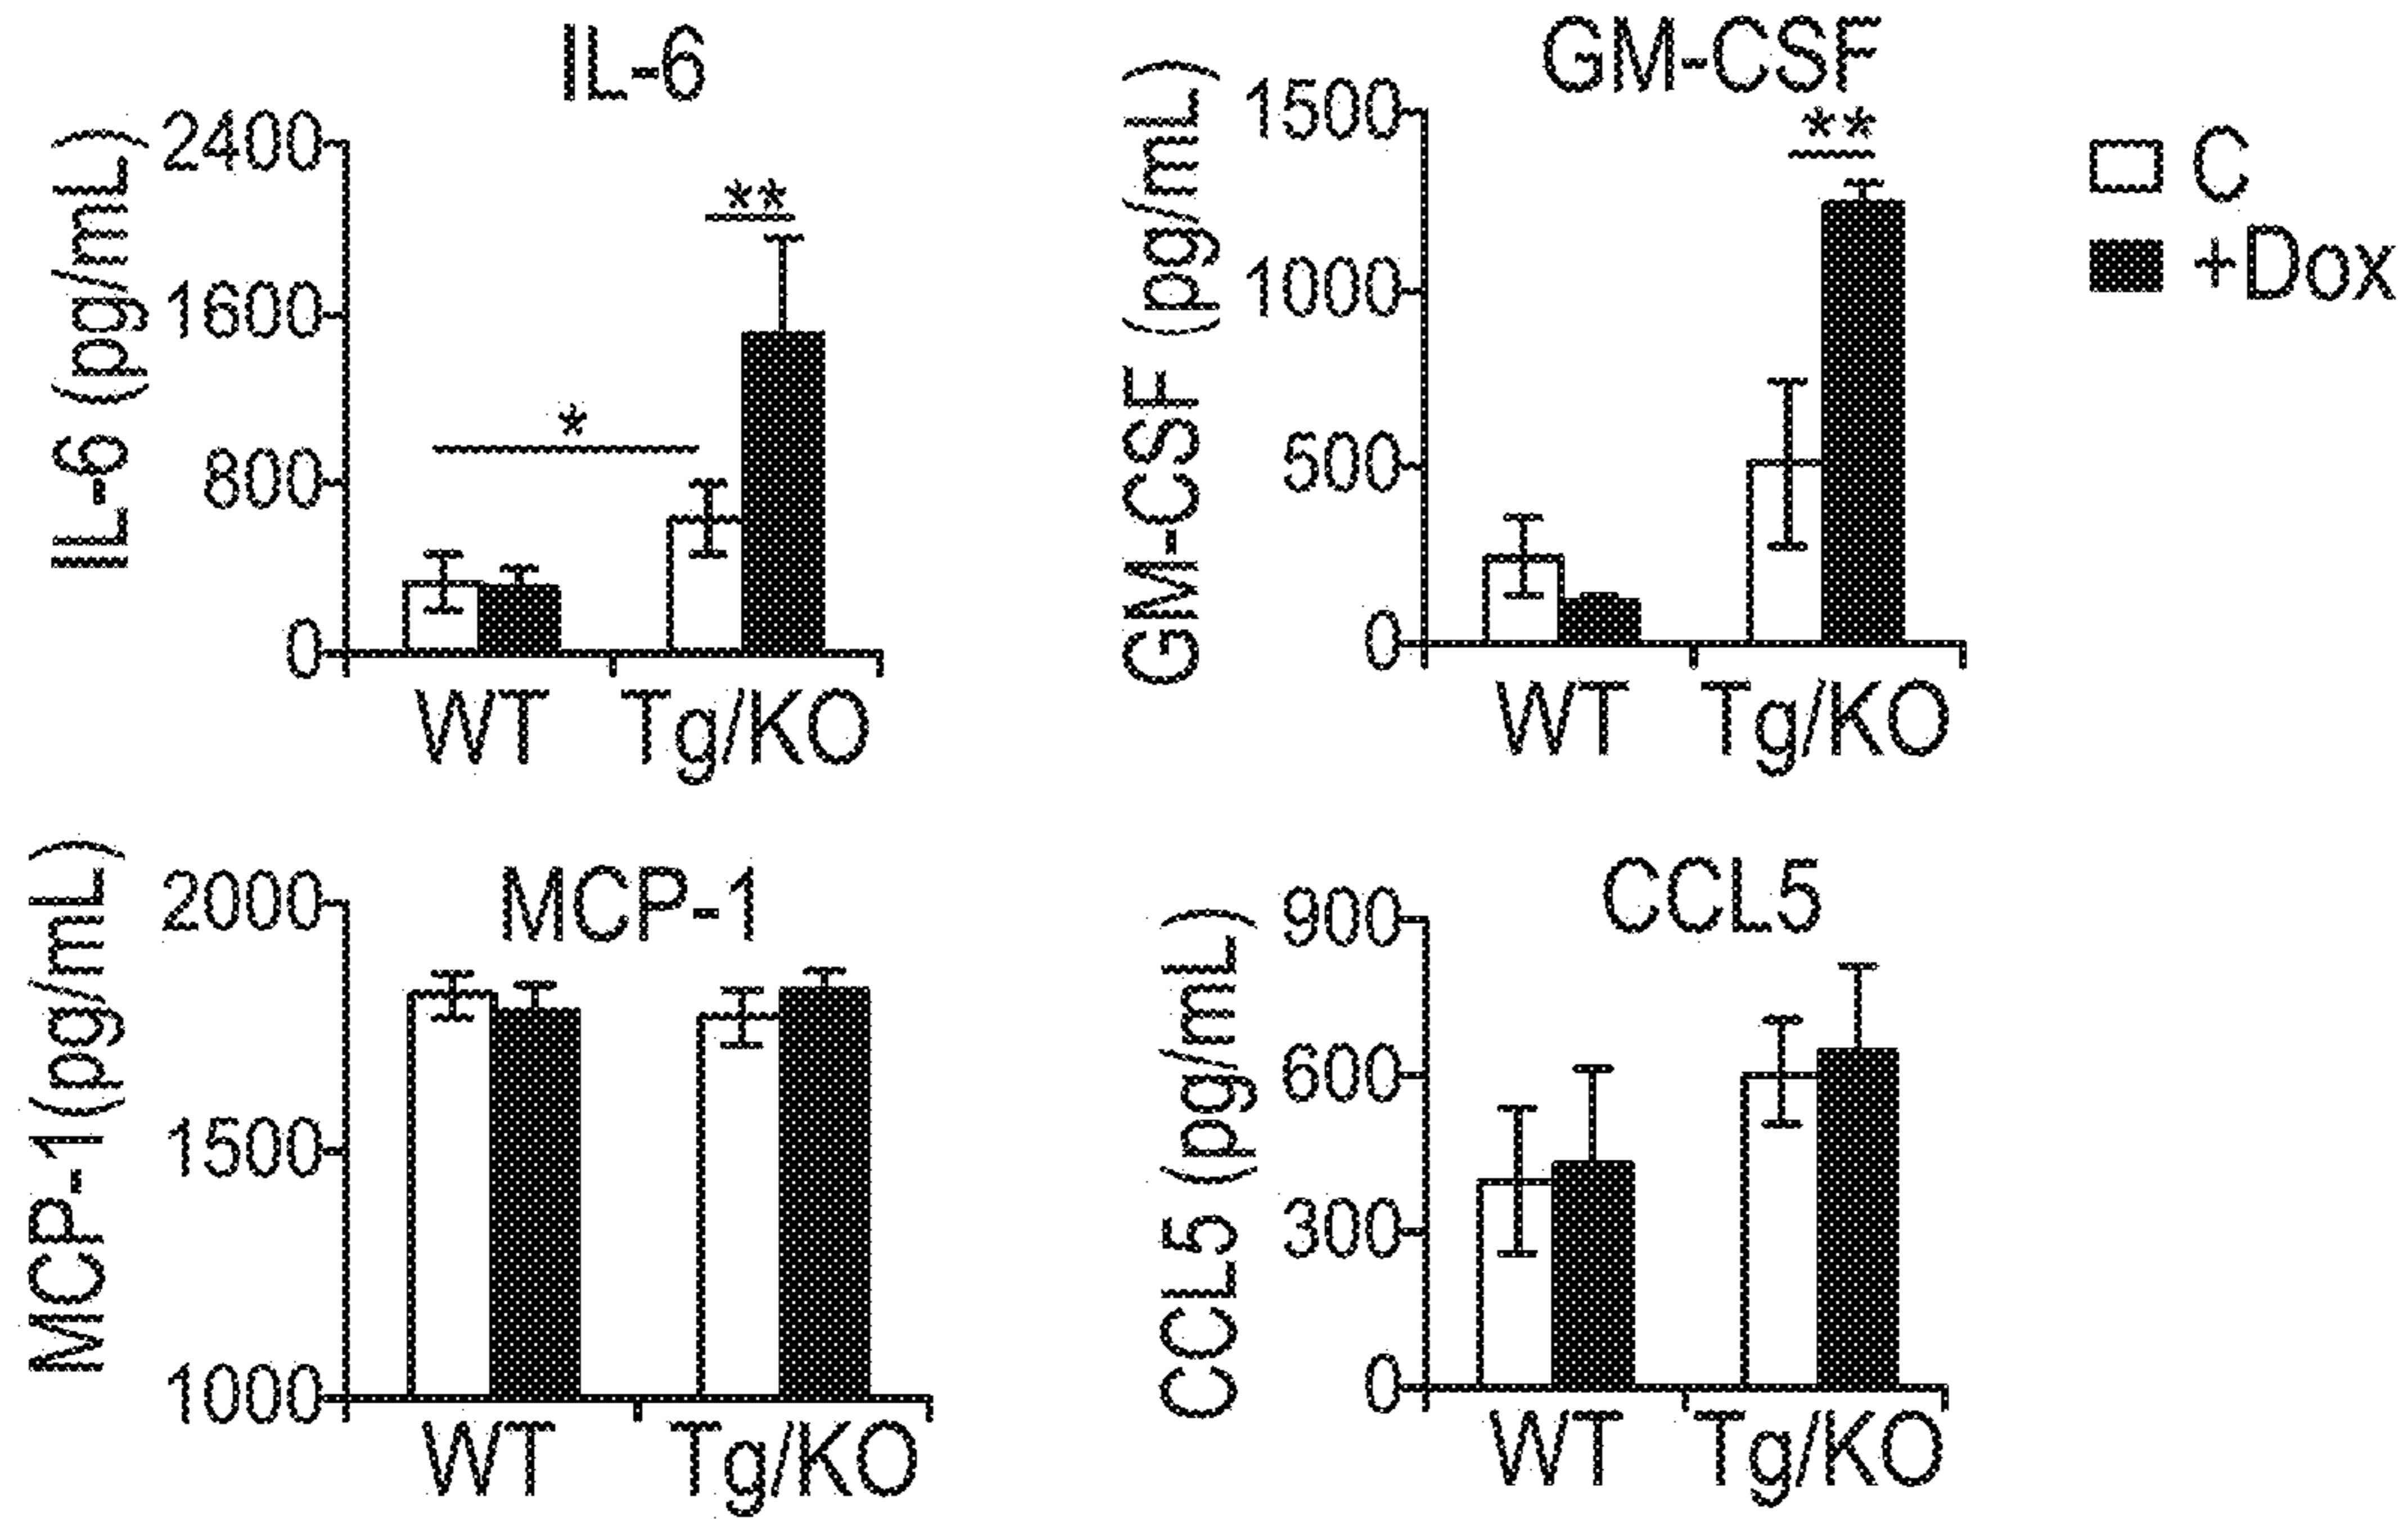 IL-6
IL-6 (pg/mL)
2400
1600
800
0
*
**
WT Tg/KO
GM-CSF
GM-CSF (pg/mL)
1500
1000
500
0
**
WT Tg/KO
C
+Dox
MCP-1
MCP-1(pg/mL)
2000
1500
1000
WT Tg/KO
CCL5
CCL5 (pg/mL)
900
600
300
0
WT Tg/KO